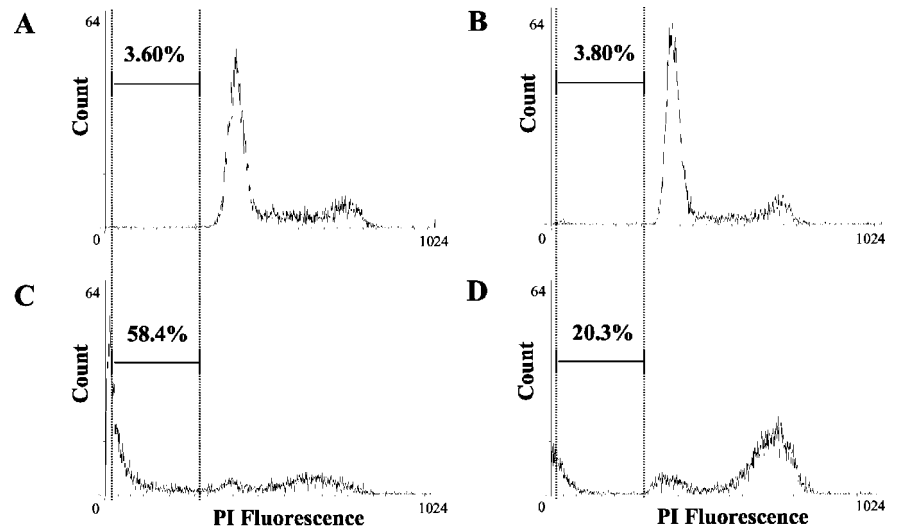 A
64
3.60%
Count
0
1024
B
64
3.80%
Count
0
1024
C
64
58.4%
Count
0
PI Fluorescence
1024
D
64
20.3%
Count
0
PI Fluorescence
1024